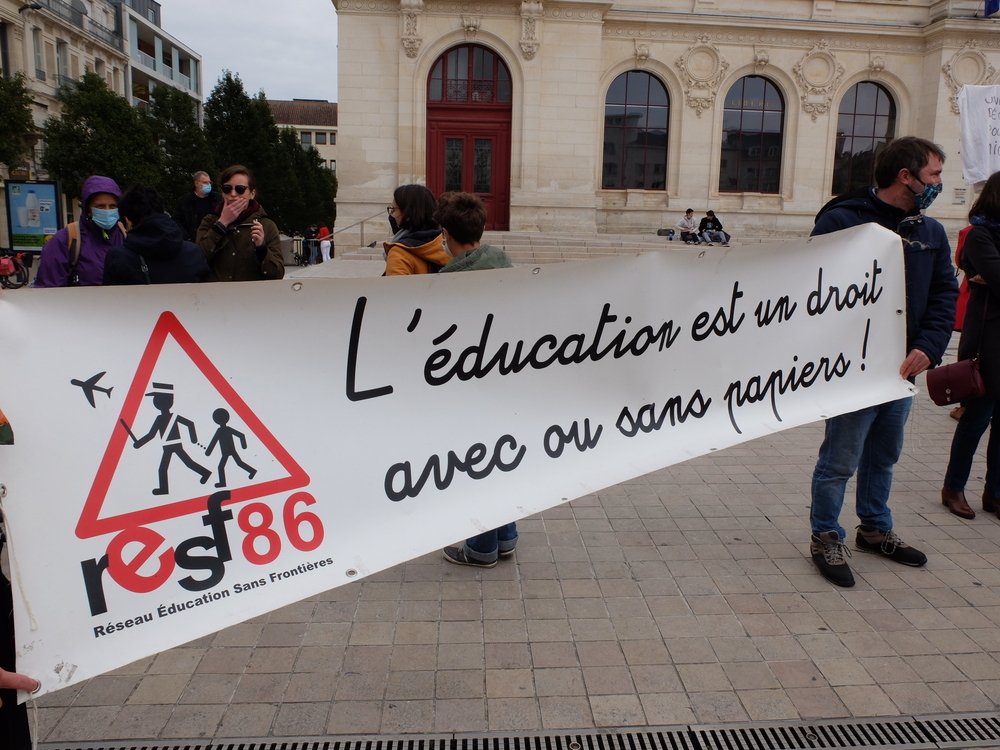 L'éducation est un droit
avec ou sans papiers !
resf86
Réseau Éducation Sans Frontières